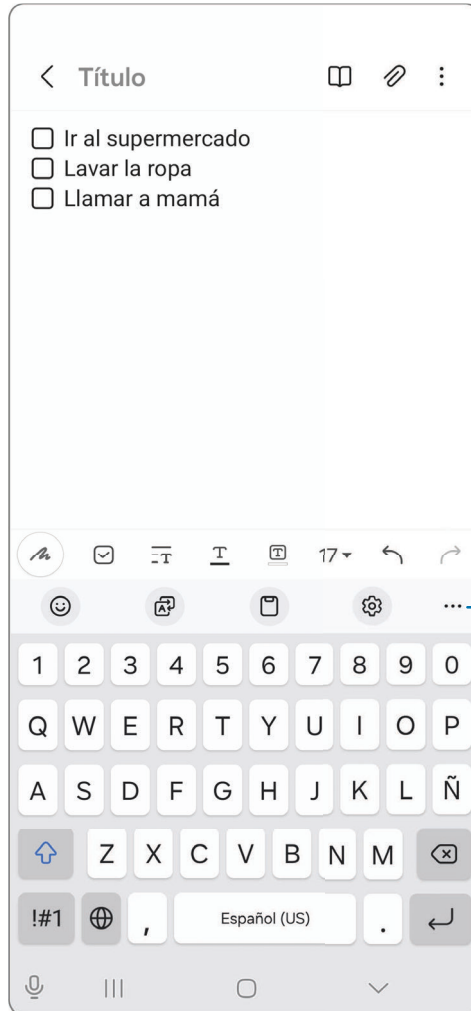 Título
Ir al supermercado
Lavar la ropa
Llamar a mamá
17
1 2 3 4 5 6 7 8 9 0
Q W E R T Y U I O P
A S D F G H J K L Ñ
Z X C V B N M
!#1 , Español (US) .